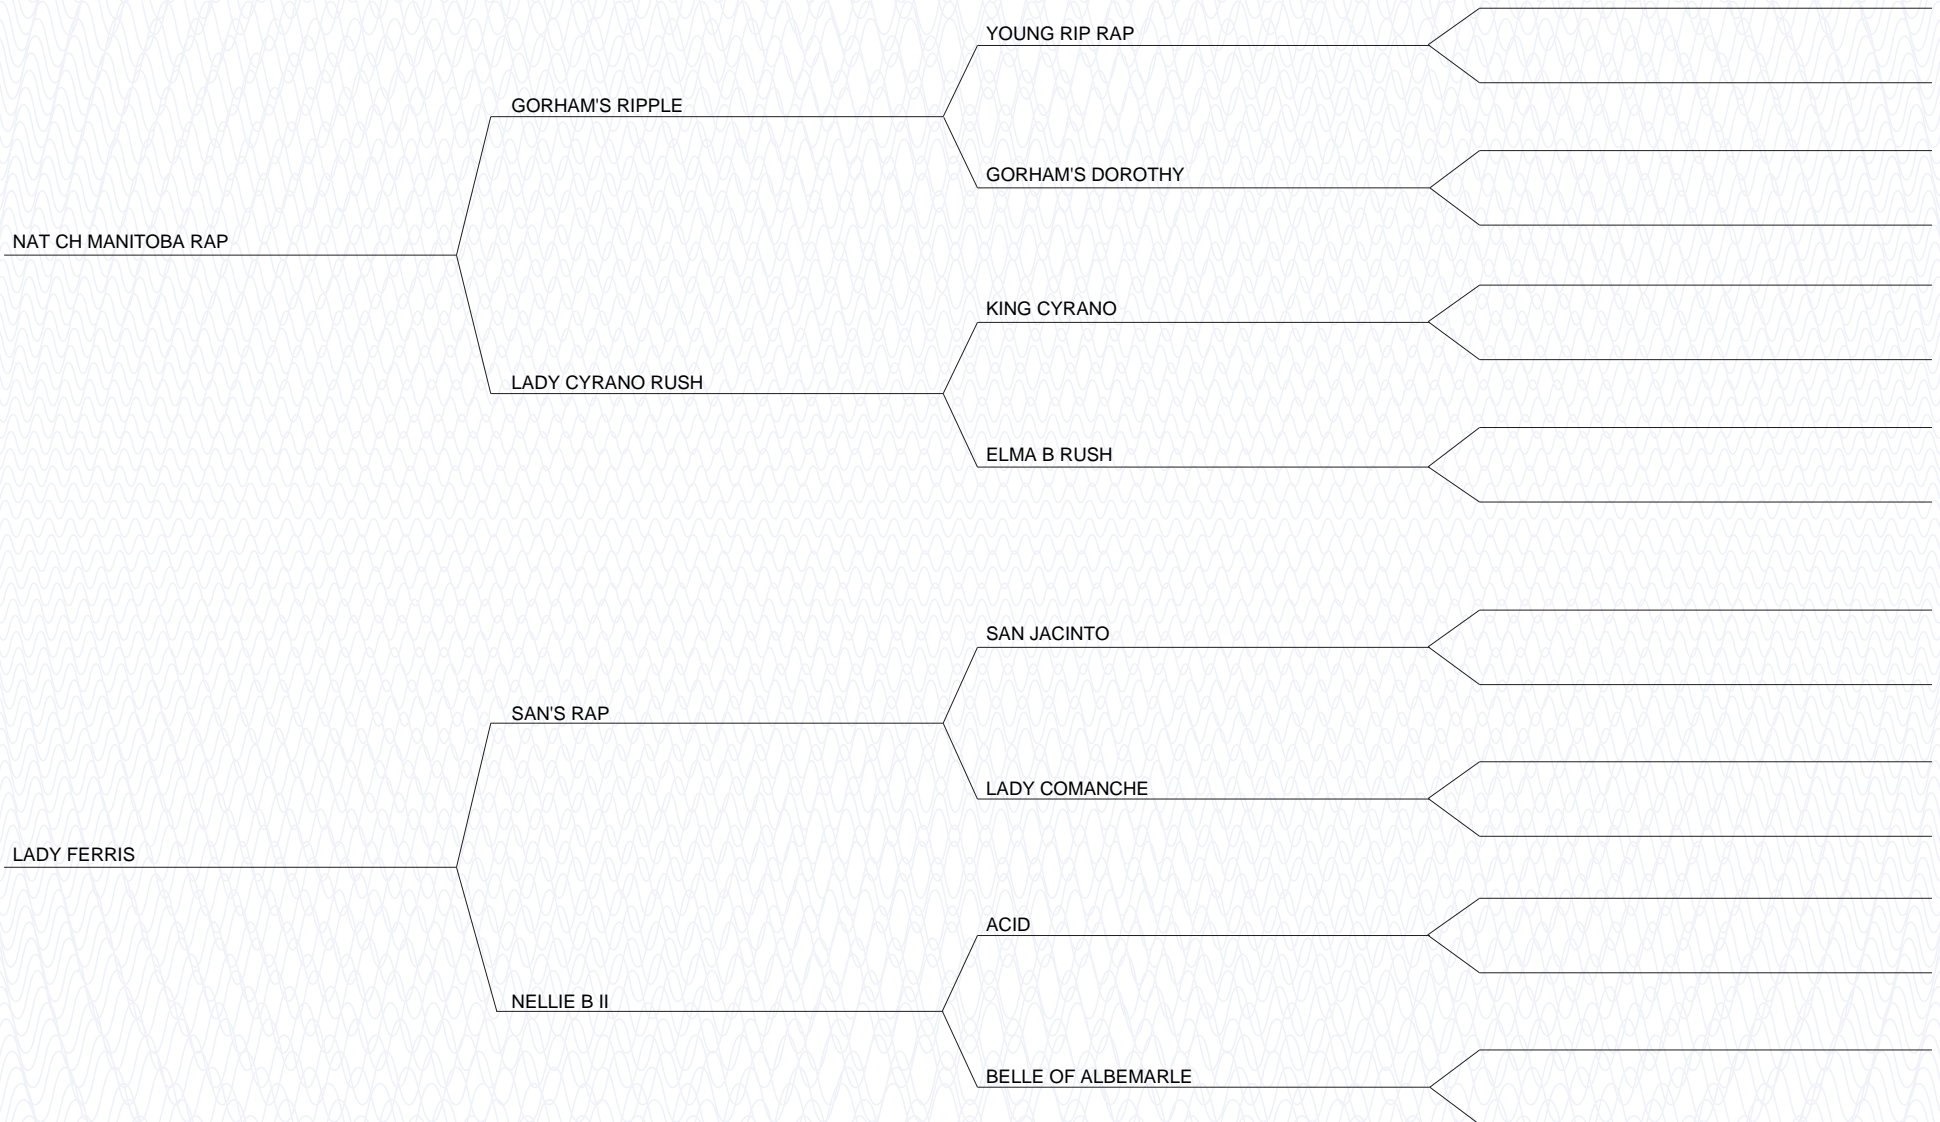 YOUNG RIP RAP
GORHAM'S RIPPLE
GORHAM'S DOROTHY
NAT CH MANITOBA RAP
KING CYRANO
LADY CYRANO RUSH
ELMA B RUSH
SAN JACINTO
SAN'S RAP
LADY COMANCHE
LADY FERRIS
ACID
NELLIE B II
BELLE OF ALBEMARLE